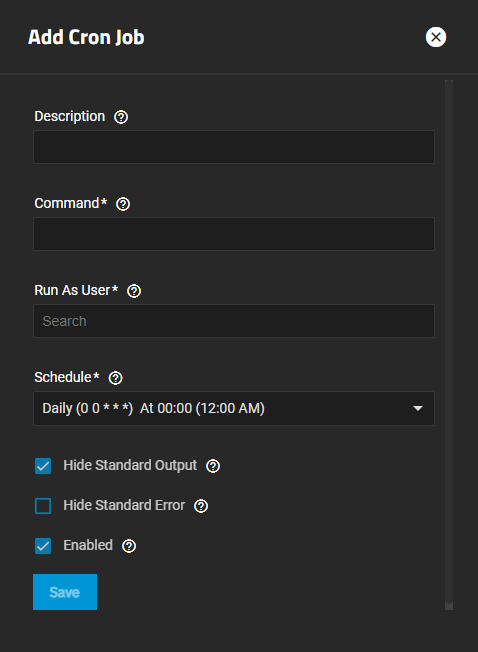 Add Cron Job
Description
Command*
Run As User*
Search
Schedule*
Daily (0 0 * * *) At 00:00 (12:00 AM)
Hide Standard Output
Hide Standard Error
Enabled
Save